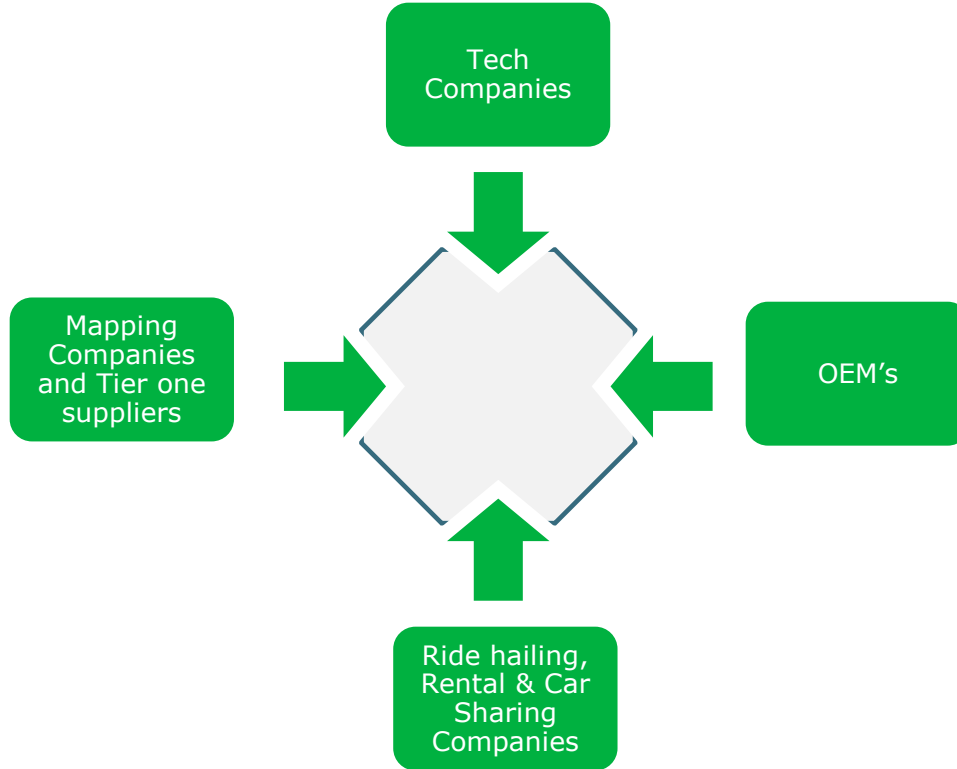 Tech
Companies
Mapping
Companies
and Tier one
suppliers
OEM’s
Ride hailing,
Rental & Car
Sharing
Companies